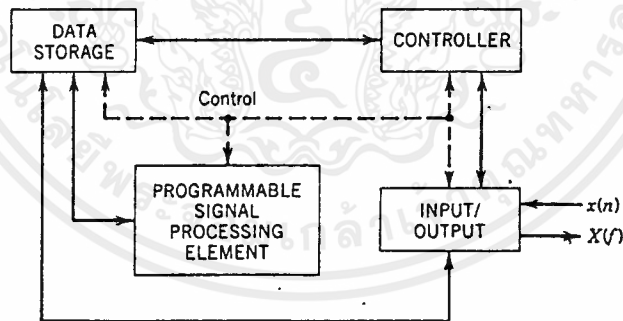 DATA
STORAGE
CONTROLLER
Control
PROGRAMMABLE
SIGNAL
PROCESSING
ELEMENT
INPUT/
OUTPUT
x(n)
X(f)